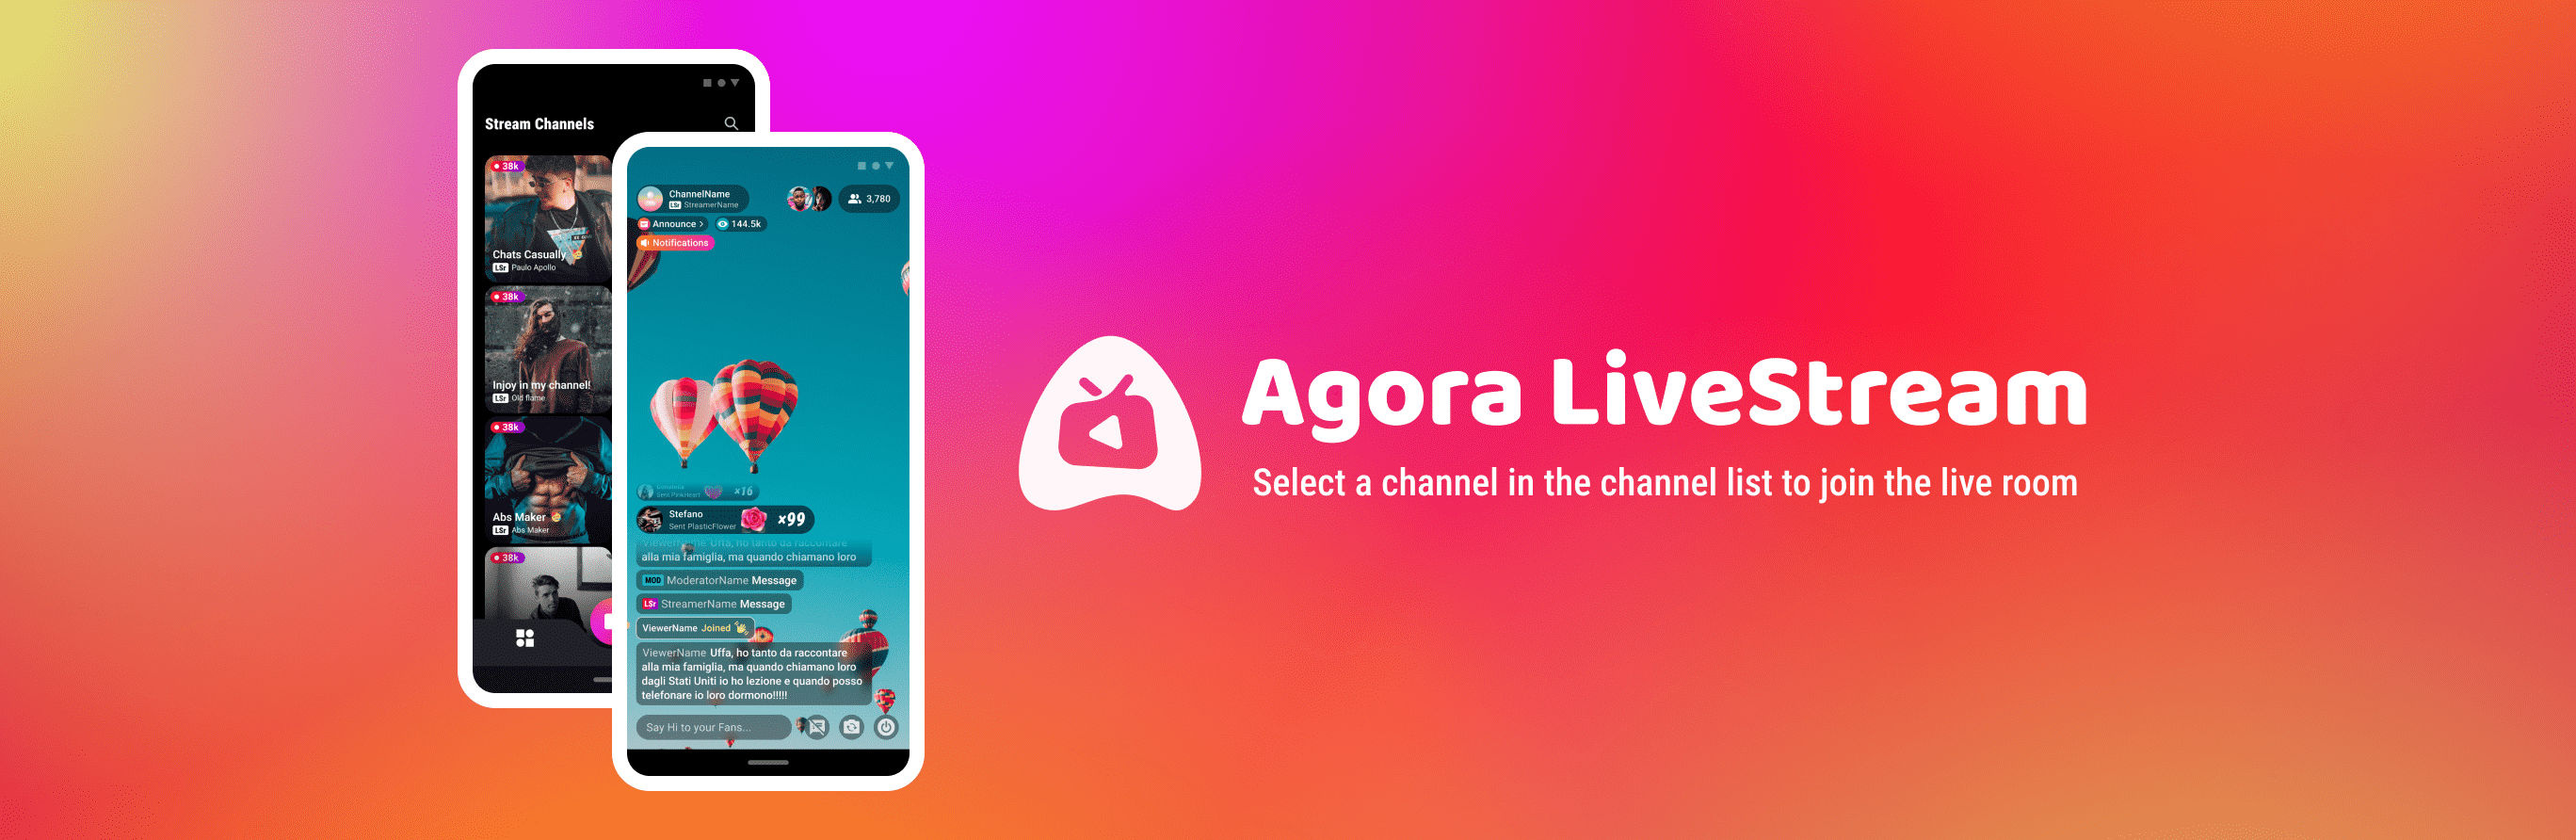 Stream Channels
38k
Chats Casually
LSr Paulo Apollo
38k
Injoy in my channel!
LSr Old flame
38k
Abs Maker
LSr Abs Maker
38k
ChannelName
LSr StreamerName
3,780
Announce >
144.5k
Notifications
Sent PinkHeart
×16
Stefano
Sent PlasticFlower
×99
ViewerName Uffa, ho tanto da raccontare
alla mia famiglia, ma quando chiamano loro
MOD ModeratorName Message
LSr StreamerName Message
ViewerName Joined
ViewerName Uffa, ho tanto da raccontare
alla mia famiglia, ma quando chiamano loro
dagli Stati Uniti io ho lezione e quando posso
telefonare io loro dormono!!!!!
Say Hi to your Fans...
Agora LiveStream
Select a channel in the channel list to join the live room